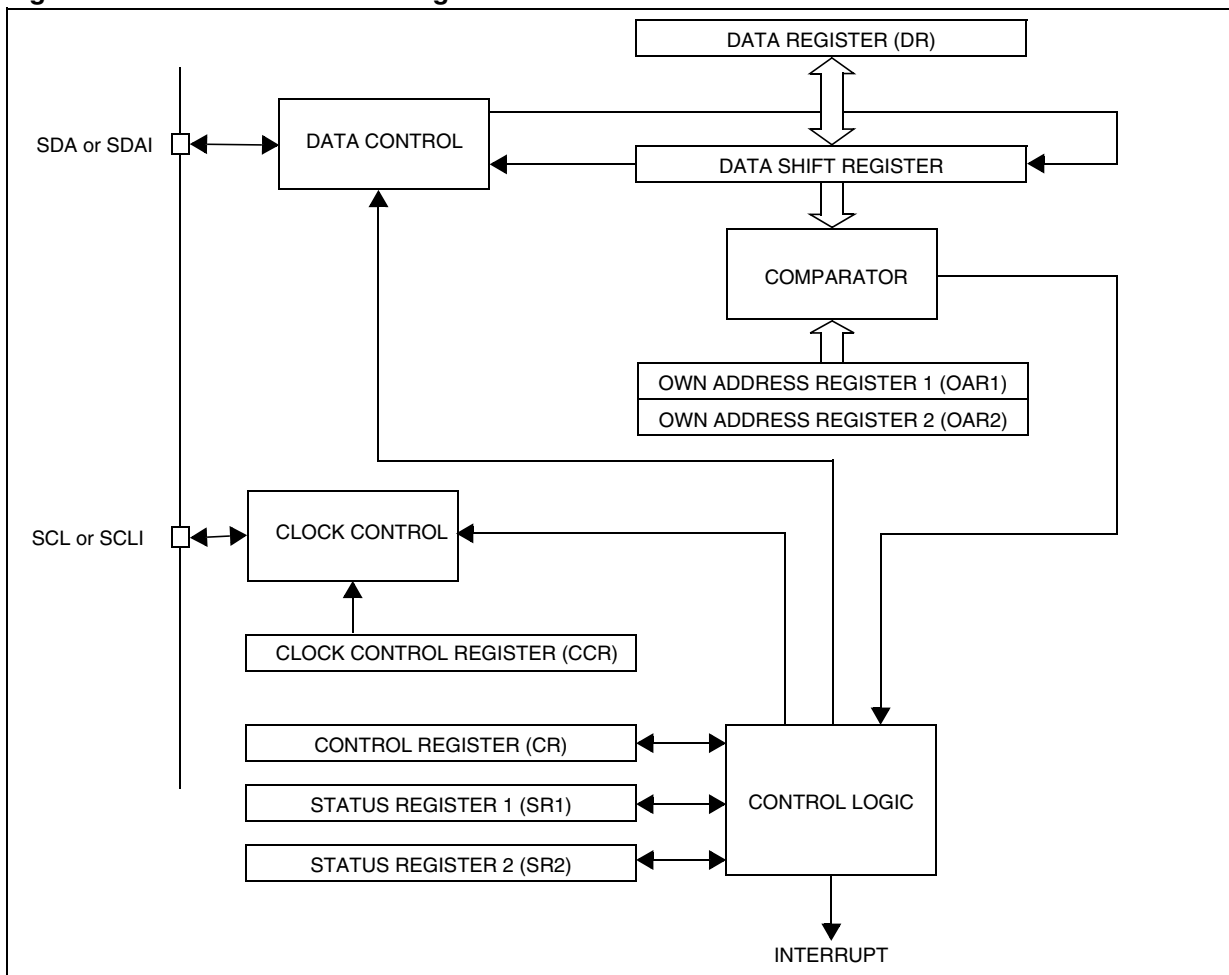 DATA REGISTER (DR)
SDA or SDAI
DATA CONTROL
DATA SHIFT REGISTER
COMPARATOR
OWN ADDRESS REGISTER 1 (OAR1)
OWN ADDRESS REGISTER 2 (OAR2)
SCL or SCLI
CLOCK CONTROL
CLOCK CONTROL REGISTER (CCR)
CONTROL REGISTER (CR)
STATUS REGISTER 1 (SR1)
CONTROL LOGIC
STATUS REGISTER 2 (SR2)
INTERRUPT